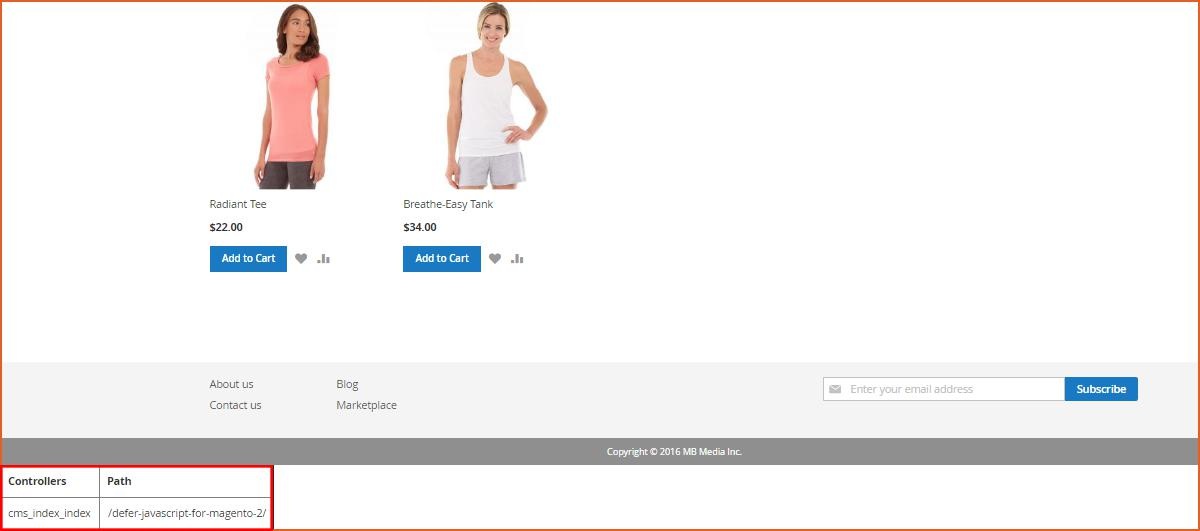 Radiant Tee
Breathe-Easy Tank
$22.00
$34.00
Add to Cart
Add to Cart
About us
Blog
Enter your email address
Subscribe
Contact us
Marketplace
Copyright © 2016 MB Media Inc.
Controllers
Path
cms_index_index
/defer-javascript-for-magento-2/